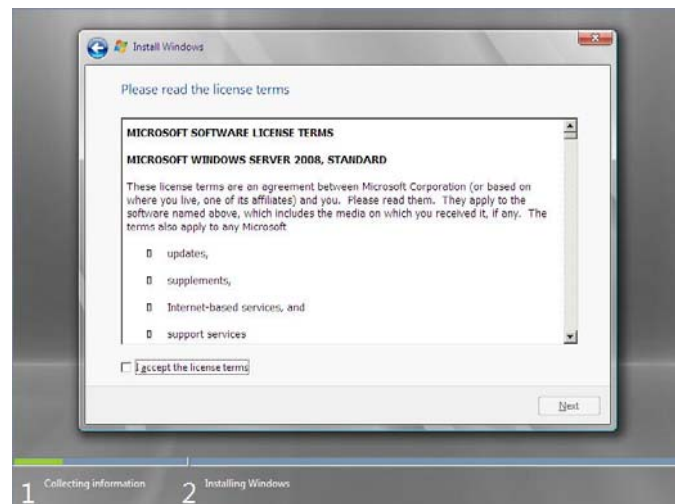 Install Windows
Please read the license terms
MICROSOFT SOFTWARE LICENSE TERMS
MICROSOFT WINDOWS SERVER 2008, STANDARD
These license terms are an agreement between Microsoft Corporation (or based on
where you live, one of its affiliates) and you. Please read them. They apply to the
software named above, which includes the media on which you received it, if any. The
terms also apply to any Microsoft
updates,
supplements,
Internet-based services, and
support services
I accept the license terms
Next
1 Collecting information 2 Installing Windows